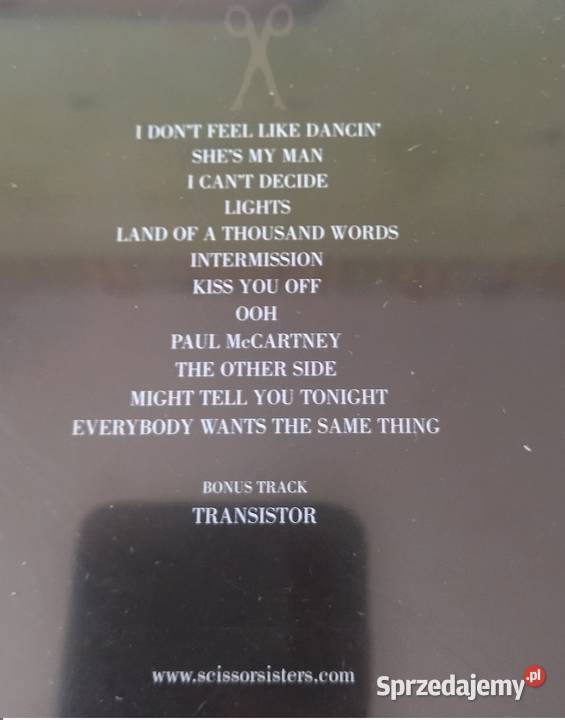 I DON'T FEEL LIKE DANCIN'
SHE'S MY MAN
I CAN'T DECIDE
LIGHTS
LAND OF A THOUSAND WORDS
INTERMISSION
KISS YOU OFF
OOH
PAUL McCARTNEY
THE OTHER SIDE
MIGHT TELL YOU TONIGHT
EVERYBODY WANTS THE SAME THING
BONUS TRACK
TRANSISTOR
www.scissorsisters.com
Sprzedajemy.pl